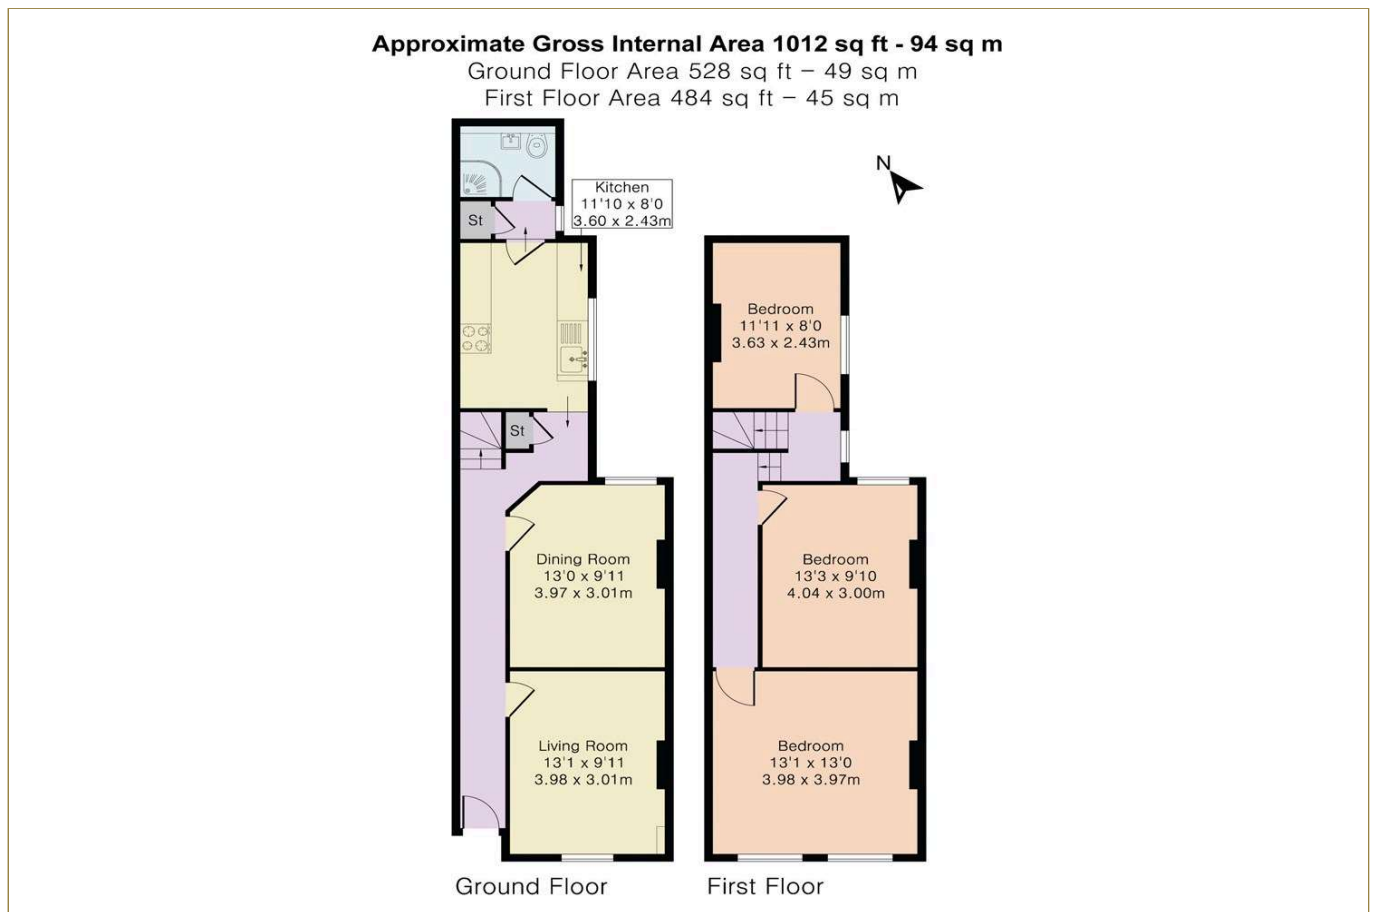 Approximate Gross Internal Area 1012 sq ft - 94 sq m
Ground Floor Area 528 sq ft – 49 sq m
First Floor Area 484 sq ft – 45 sq m
N
Kitchen
11'10 x 8'0
3.60 x 2.43m
St
St
Dining Room
13'0 x 9'11
3.97 x 3.01m
Living Room
13'1 x 9'11
3.98 x 3.01m
Ground Floor
Bedroom
11'11 x 8'0
3.63 x 2.43m
Bedroom
13'3 x 9'10
4.04 x 3.00m
Bedroom
13'1 x 13'0
3.98 x 3.97m
First Floor